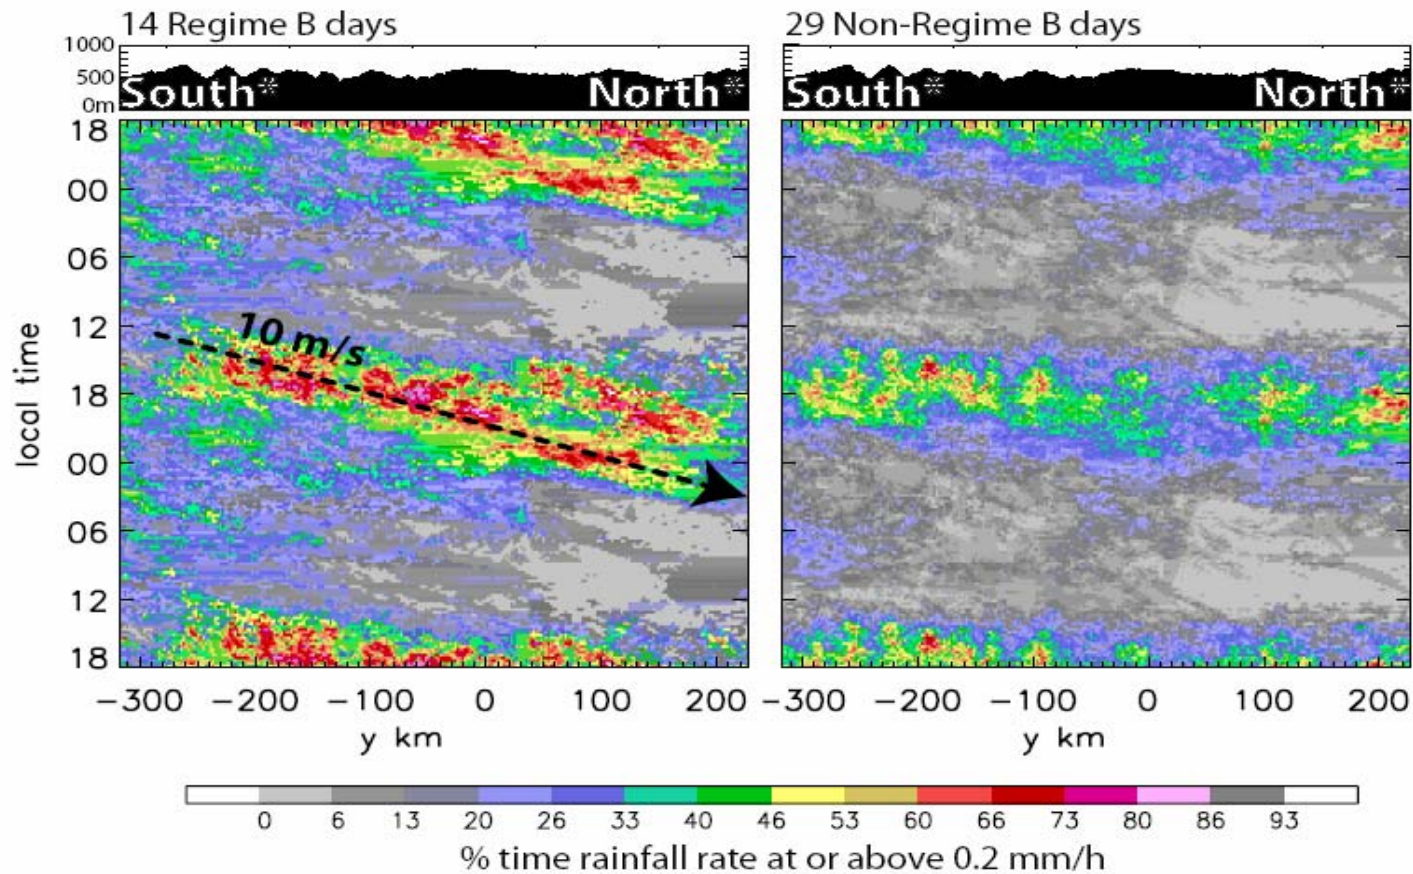 14 Regime B days
29 Non-Regime B days
1000
500
0m
South*
North*
South*
North*
18
00
06
12
18
00
06
12
18
local time
10 m/s
−300 −200 −100 0 100 200
−300 −200 −100 0 100 200
y km
y km
0 6 13 20 26 33 40 46 53 60 66 73 80 86 93
% time rainfall rate at or above 0.2 mm/h